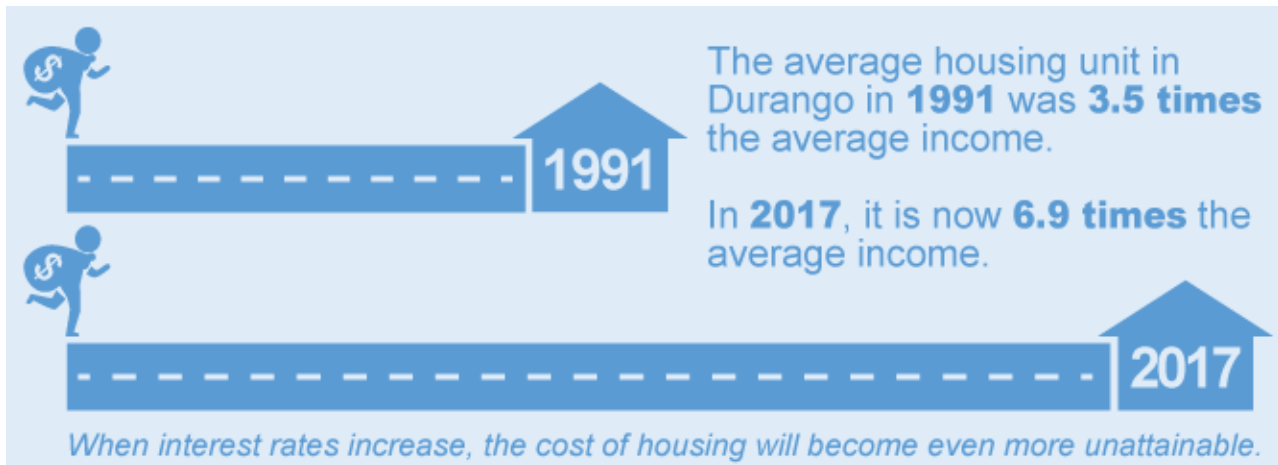 $
1991
The average housing unit in
Durango in 1991 was 3.5 times
the average income.
In 2017, it is now 6.9 times the
average income.
$
2017
When interest rates increase, the cost of housing will become even more unattainable.